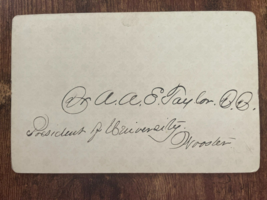 Dr. A. A. E. Taylor. D.D.
President of University.
Wooster